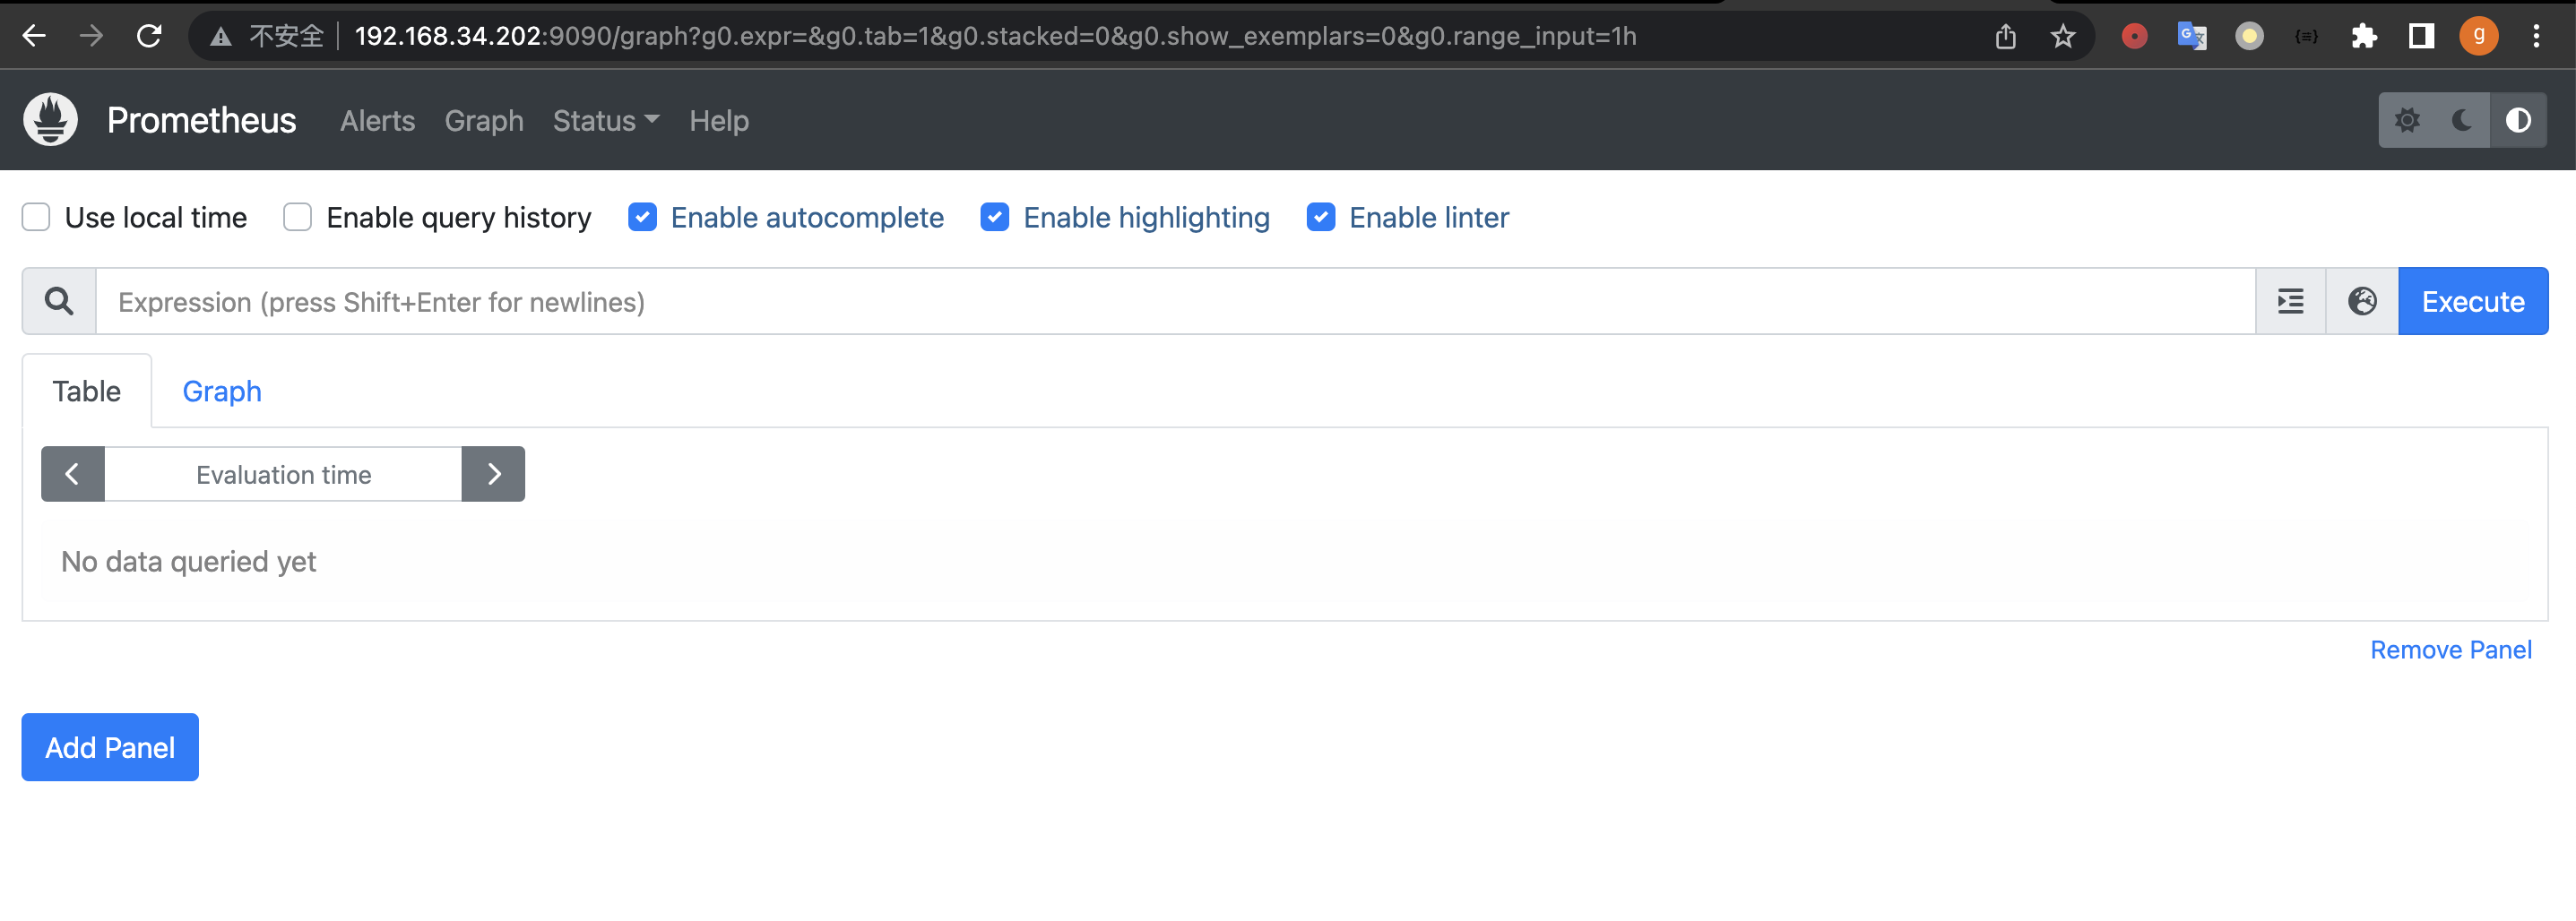 不安全 192.168.34.202:9090/graph?g0.expr=&g0.tab=1&g0.stacked=0&g0.show_exemplars=0&g0.range_input=1h g
Prometheus Alerts Graph Status Help
Use local time Enable query history Enable autocomplete Enable highlighting Enable linter
Expression (press Shift+Enter for newlines) Execute
Table Graph
Evaluation time
No data queried yet
Remove Panel
Add Panel